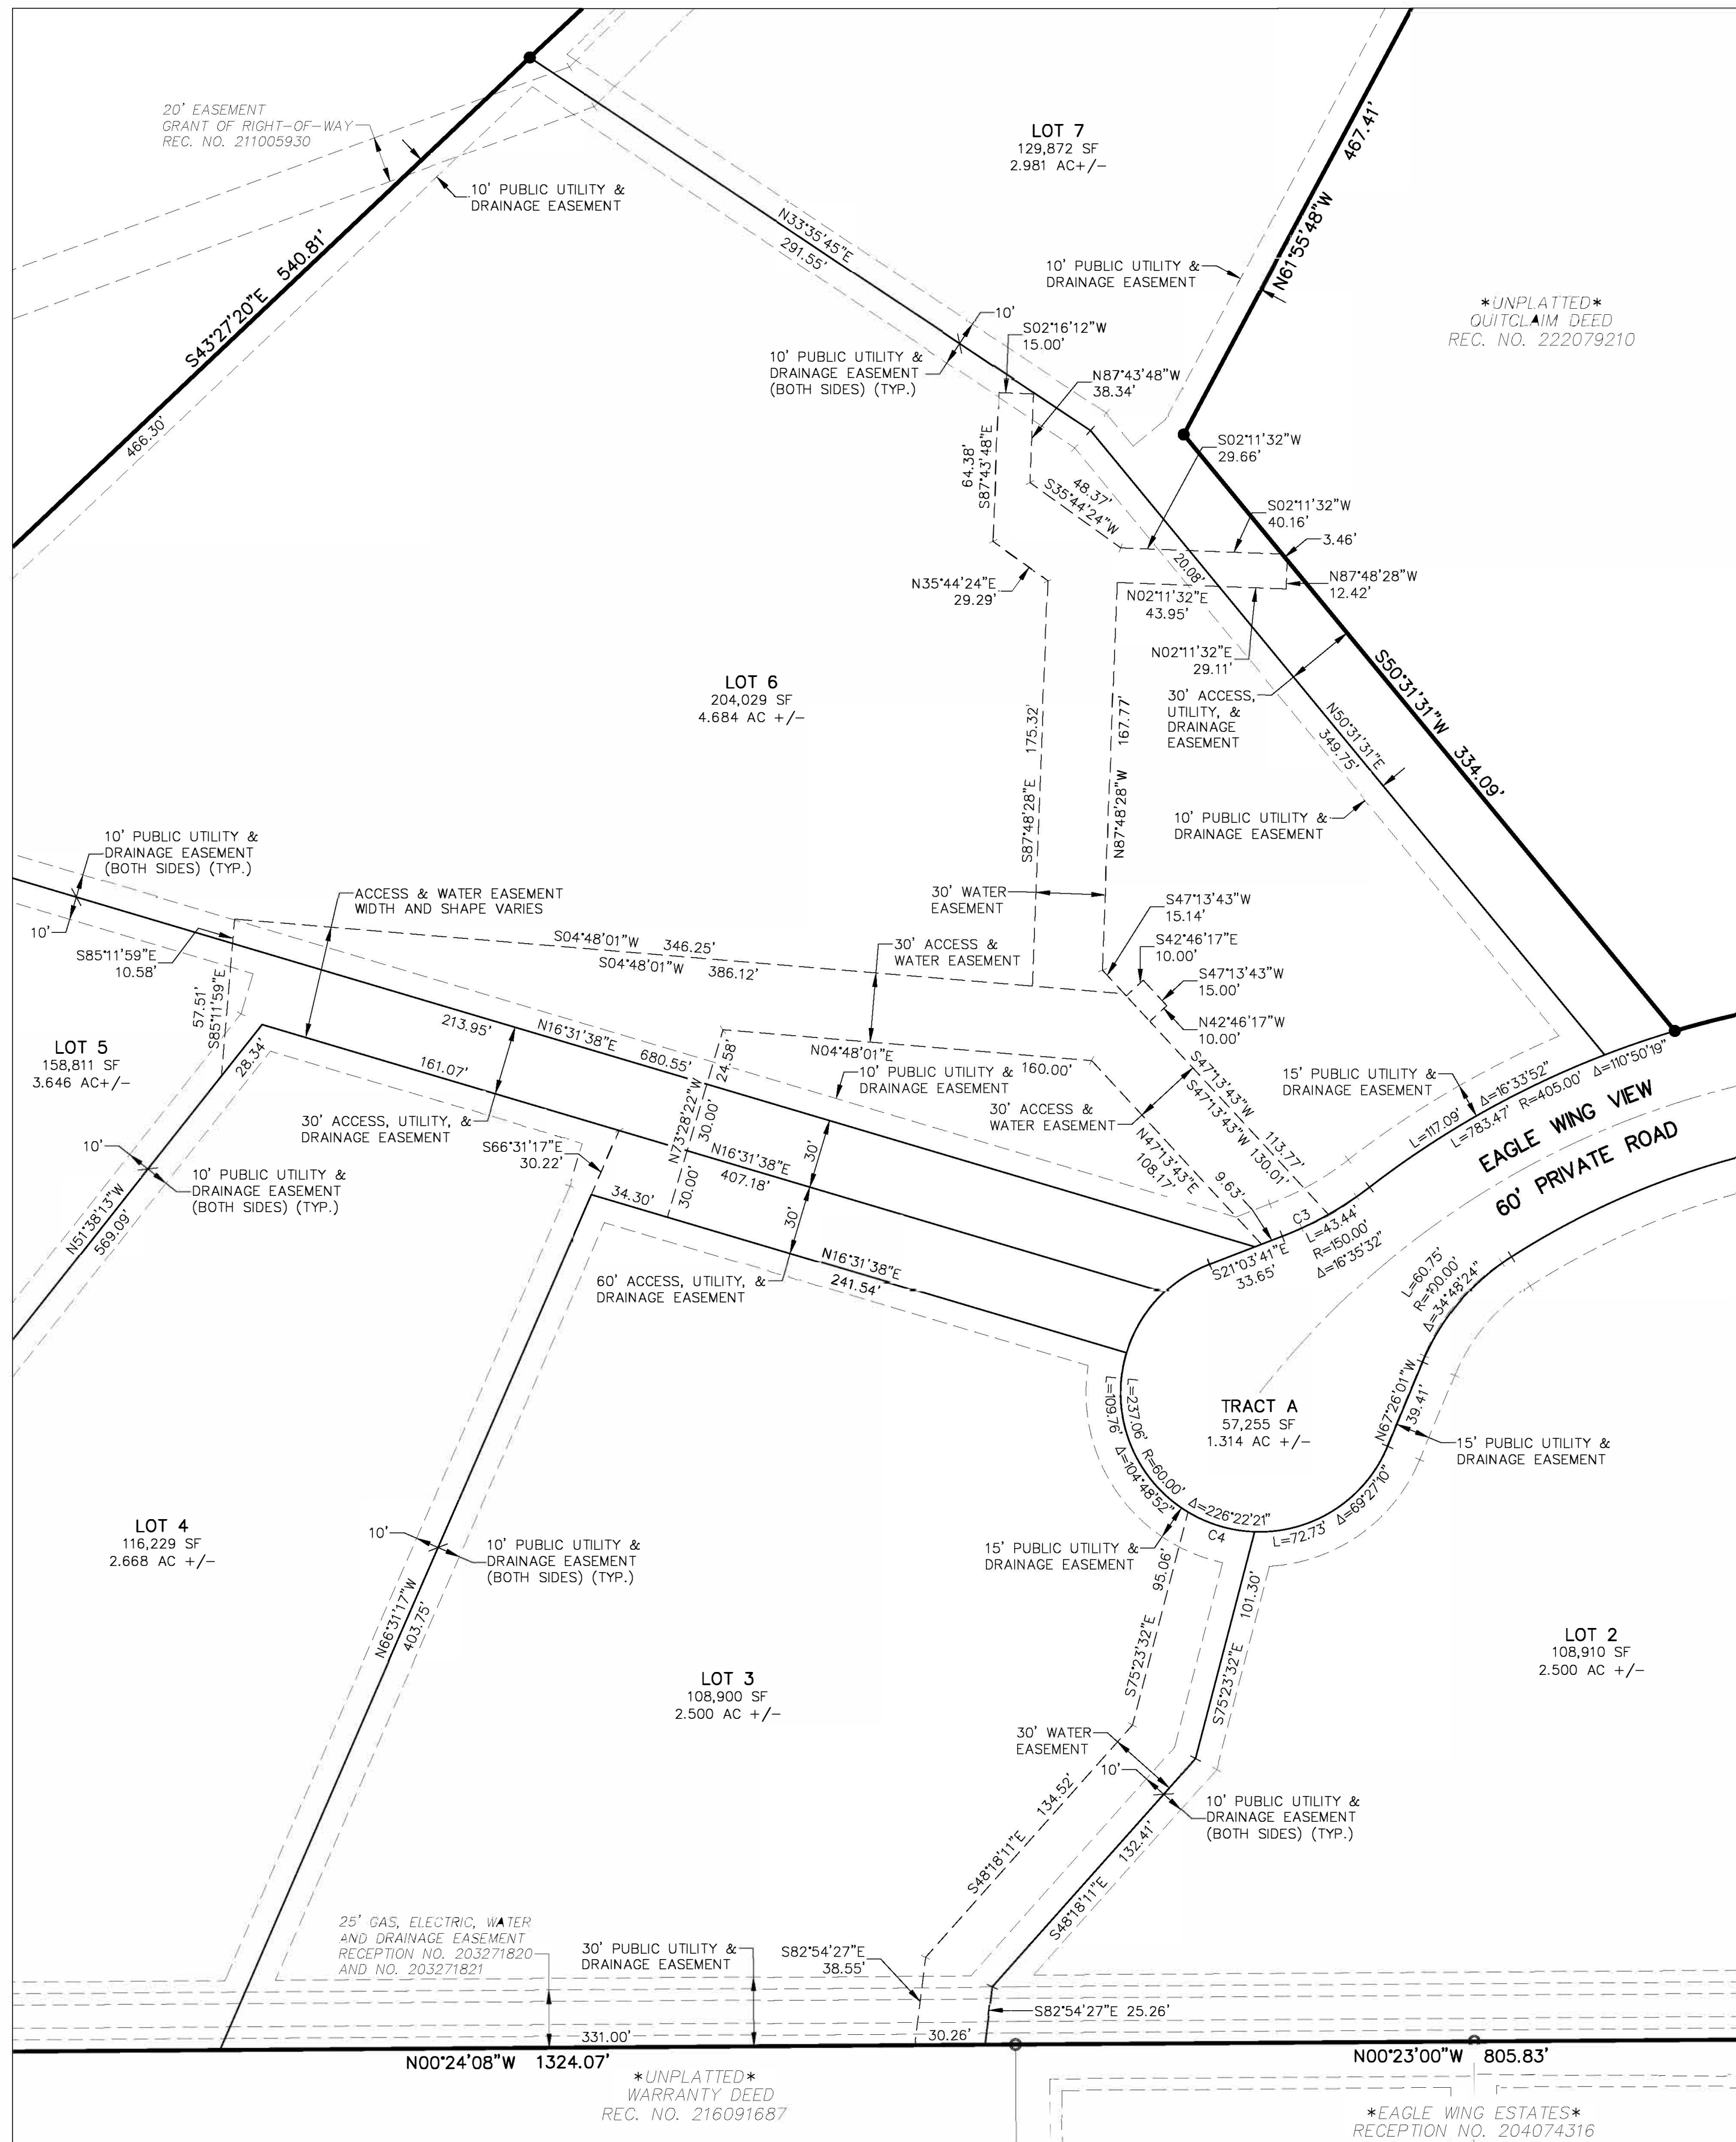 20' EASEMENT
GRANT OF RIGHT-OF-WAY
REC. NO. 211005930
10' PUBLIC UTILITY &
DRAINAGE EASEMENT
S43°27'20"E 540.81'
466.30'
LOT 7
129,872 SF
2.981 AC+/-
N61°55'48"W 467.41'
N33°35'45"E
291.55'
10' PUBLIC UTILITY &
DRAINAGE EASEMENT
*UNPLATTED*
QUITCLAIM DEED
REC. NO. 222079210
10'
10' PUBLIC UTILITY &
DRAINAGE EASEMENT
(BOTH SIDES) (TYP.)
S02°16'12"W
15.00'
N87°43'48"W
38.34'
64.38'
S87°43'48"E
48.37'
S35°44'24"W
S02°11'32"W
29.66'
S02°11'32"W
40.16'
3.46'
N87°48'28"W
12.42'
20.08'
N35°44'24"E
29.29'
N02°11'32"E
43.95'
N02°11'32"E
29.11'
S50°31'31"W 334.09'
LOT 6
204,029 SF
4.684 AC +/-
30' ACCESS,
UTILITY, &
DRAINAGE
EASEMENT
N50°31'31"E
349.75'
S87°48'28"E 175.32'
N87°48'28"W 167.77'
10' PUBLIC UTILITY &
DRAINAGE EASEMENT
10' PUBLIC UTILITY &
DRAINAGE EASEMENT
(BOTH SIDES) (TYP.)
10'
ACCESS & WATER EASEMENT
WIDTH AND SHAPE VARIES
30' WATER
EASEMENT
S47°13'43"W
15.14'
S42°46'17"E
10.00'
S47°13'43"W
15.00'
N42°46'17"W
10.00'
S85°11'59"E
10.58'
57.51'
S85°11'59"E
S04°48'01"W 346.25'
S04°48'01"W 386.12'
30' ACCESS &
WATER EASEMENT
LOT 5
158,811 SF
3.646 AC+/-
28.34'
213.95'
N16°31'38"E 680.55'
161.07'
24.58'
N04°48'01"E 160.00'
10' PUBLIC UTILITY &
DRAINAGE EASEMENT
30' ACCESS, UTILITY, &
DRAINAGE EASEMENT
30' ACCESS &
WATER EASEMENT
S47°13'43"W 113.77'
S47°13'43"W 130.01'
N47°13'43"E
108.17'
15' PUBLIC UTILITY &
DRAINAGE EASEMENT
L=117.09' Δ=16°33'52"
L=783.47' R=405.00' Δ=110°50'19"
EAGLE WING VIEW
60' PRIVATE ROAD
N73°28'22"W
30.00'
30.00'
S66°31'17"E
30.22'
34.30'
N16°31'38"E
407.18'
30'
30'
10'
10' PUBLIC UTILITY &
DRAINAGE EASEMENT
(BOTH SIDES) (TYP.)
N51°38'13"W
569.09'
9.63'
C3
L=43.44'
R=150.00'
Δ=16°35'32"
S21°03'41"E
33.65'
60' ACCESS, UTILITY, &
DRAINAGE EASEMENT
N16°31'38"E
241.54'
L=60.75'
R=100.00'
Δ=34°48'24"
N67°26'01"W
39.41'
TRACT A
57,255 SF
1.314 AC +/-
15' PUBLIC UTILITY &
DRAINAGE EASEMENT
L=109.76' Δ=104°48'52"
L=237.06' R=60.00' Δ=226°22'21"
C4
L=72.73' Δ=69°27'10"
LOT 4
116,229 SF
2.668 AC +/-
10'
10' PUBLIC UTILITY &
DRAINAGE EASEMENT
(BOTH SIDES) (TYP.)
N66°31'17"W
403.75'
15' PUBLIC UTILITY &
DRAINAGE EASEMENT
S75°23'32"E 95.06'
S75°23'32"E 101.30'
LOT 2
108,910 SF
2.500 AC +/-
LOT 3
108,900 SF
2.500 AC +/-
30' WATER
EASEMENT
10'
10' PUBLIC UTILITY &
DRAINAGE EASEMENT
(BOTH SIDES) (TYP.)
S48°18'11"E 134.52'
S48°18'11"E 132.41'
25' GAS, ELECTRIC, WATER
AND DRAINAGE EASEMENT
RECEPTION NO. 203271820
AND NO. 203271821
30' PUBLIC UTILITY &
DRAINAGE EASEMENT
S82°54'27"E
38.55'
S82°54'27"E 25.26'
331.00'
30.26'
N00°24'08"W 1324.07'
N00°23'00"W 805.83'
*UNPLATTED*
WARRANTY DEED
REC. NO. 216091687
*EAGLE WING ESTATES*
RECEPTION NO. 204074316